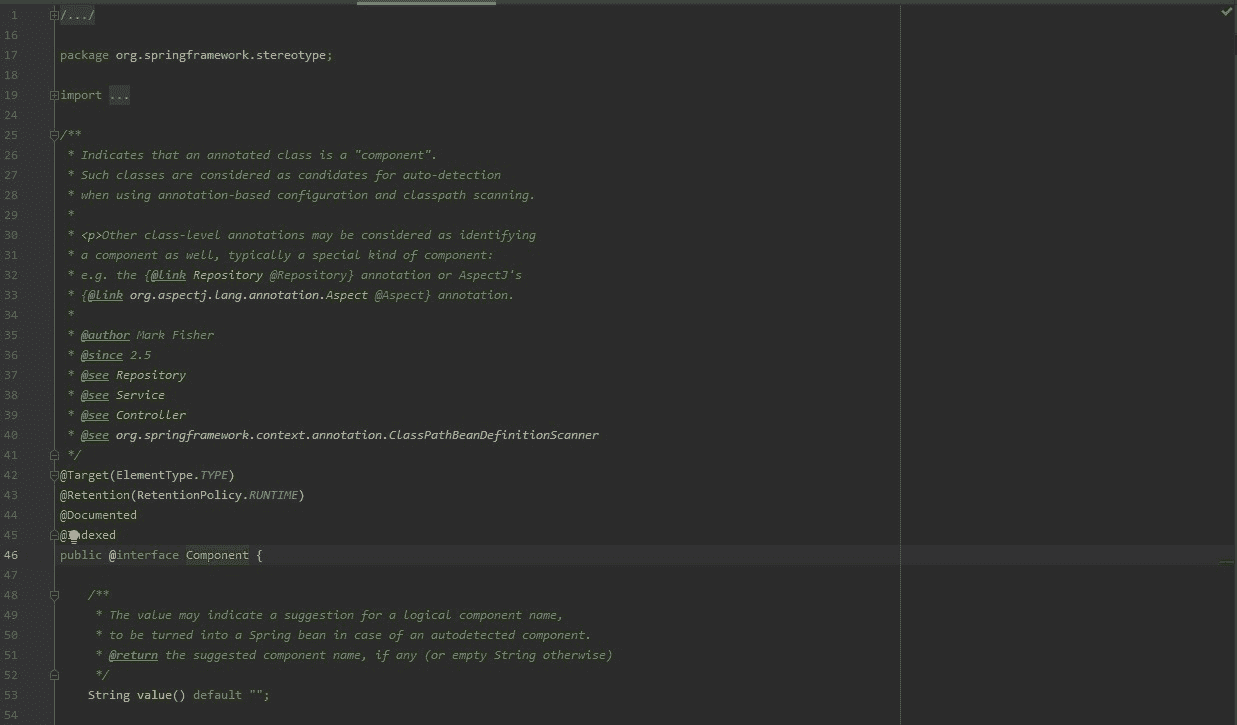 1 /.../
16
17 package org.springframework.stereotype;
18
19 import ...
24
25 /**
26 * Indicates that an annotated class is a "component".
27 * Such classes are considered as candidates for auto-detection
28 * when using annotation-based configuration and classpath scanning.
29 *
30 * <p>Other class-level annotations may be considered as identifying
31 * a component as well, typically a special kind of component:
32 * e.g. the {@link Repository @Repository} annotation or AspectJ's
33 * {@link org.aspectj.lang.annotation.Aspect @Aspect} annotation.
34 *
35 * @author Mark Fisher
36 * @since 2.5
37 * @see Repository
38 * @see Service
39 * @see Controller
40 * @see org.springframework.context.annotation.ClassPathBeanDefinitionScanner
41 */
42 @Target(ElementType.TYPE)
43 @Retention(RetentionPolicy.RUNTIME)
44 @Documented
45 @Indexed
46 public @interface Component {
47
48 /**
49 * The value may indicate a suggestion for a logical component name,
50 * to be turned into a Spring bean in case of an autodetected component.
51 * @return the suggested component name, if any (or empty String otherwise)
52 */
53 String value() default "";
54